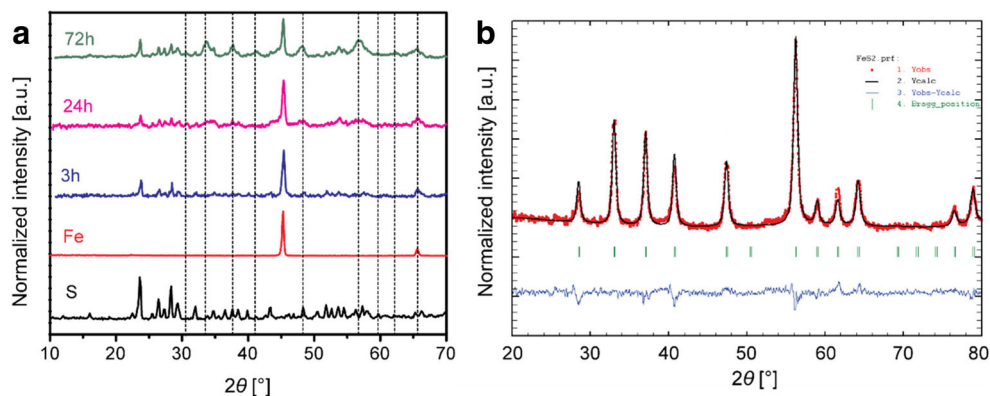 a
72h
24h
3h
Fe
S
Normalized intensity [a.u.]
10 20 30 40 50 60 70
2θ [°]
b
FeS2.prf:
1. Yobs
2. Ycalc
3. Yobs-Ycalc
4. Bragg_position
Normalized intensity [a.u.]
20 30 40 50 60 70 80
2θ [°]